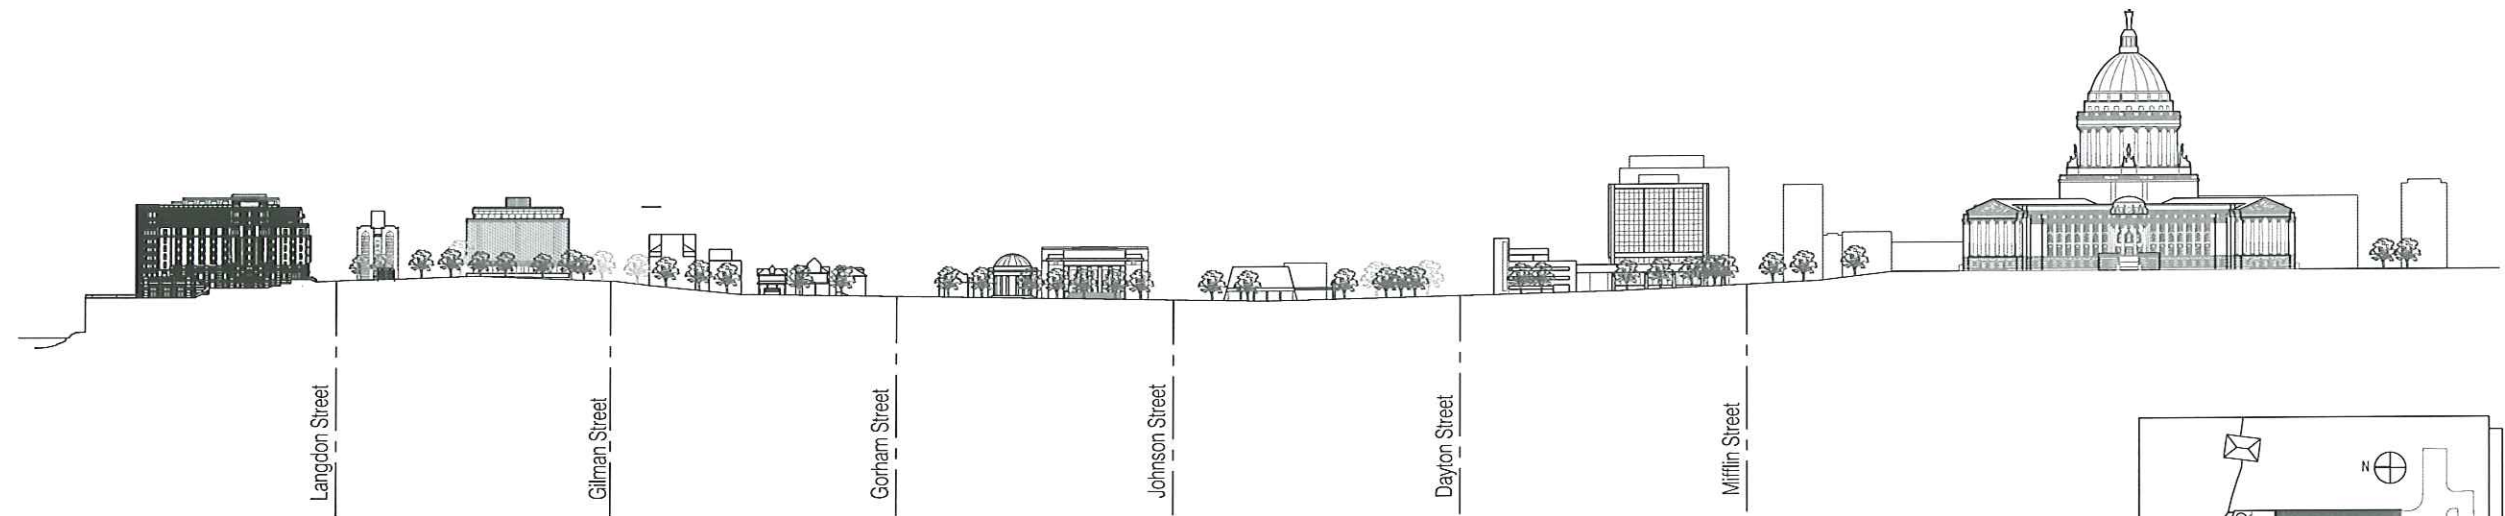 Langdon Street
Gilman Street
Gorham Street
Johnson Street
Dayton Street
Mifflin Street
N